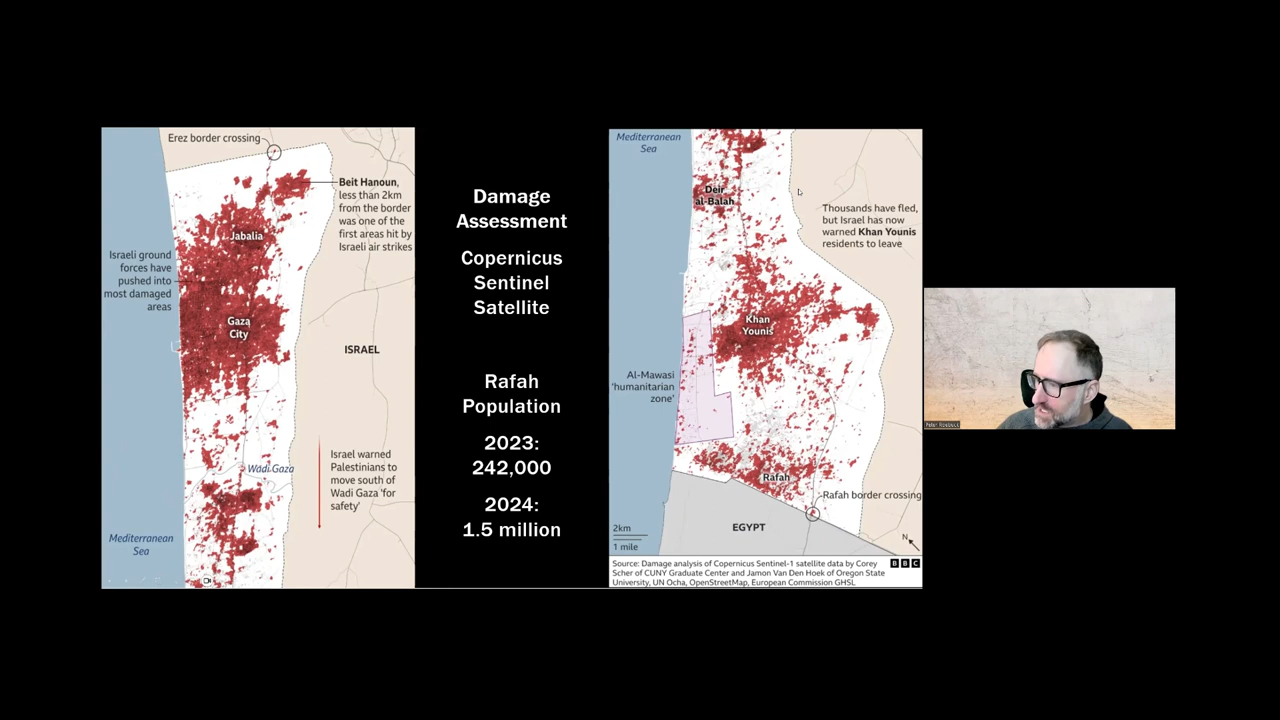 Erez border crossing
Beit Hanoun,
less than 2km
from the border
was one of the
first areas hit by
Israeli air strikes
Jabalia
Israeli ground
forces have
pushed into
most damaged
areas
Gaza
City
ISRAEL
Israel warned
Palestinians to
move south of
Wadi Gaza 'for
safety'
Wadi Gaza
Mediterranean
Sea
Damage
Assessment
Copernicus
Sentinel
Satellite
Rafah
Population
2023:
242,000
2024:
1.5 million
Mediterranean
Sea
Deir
al-Balah
Thousands have fled,
but Israel has now
warned Khan Younis
residents to leave
Khan
Younis
Al-Mawasi
'humanitarian
zone'
Rafah
Rafah border crossing
EGYPT
2km
1 mile
N
Source: Damage analysis of Copernicus Sentinel-1 satellite data by Corey
Scher of CUNY Graduate Center and Jamon Van Den Hoek of Oregon State
University, UN Ocha, OpenStreetMap, European Commission GHSL
BBC
Peter Roebuck